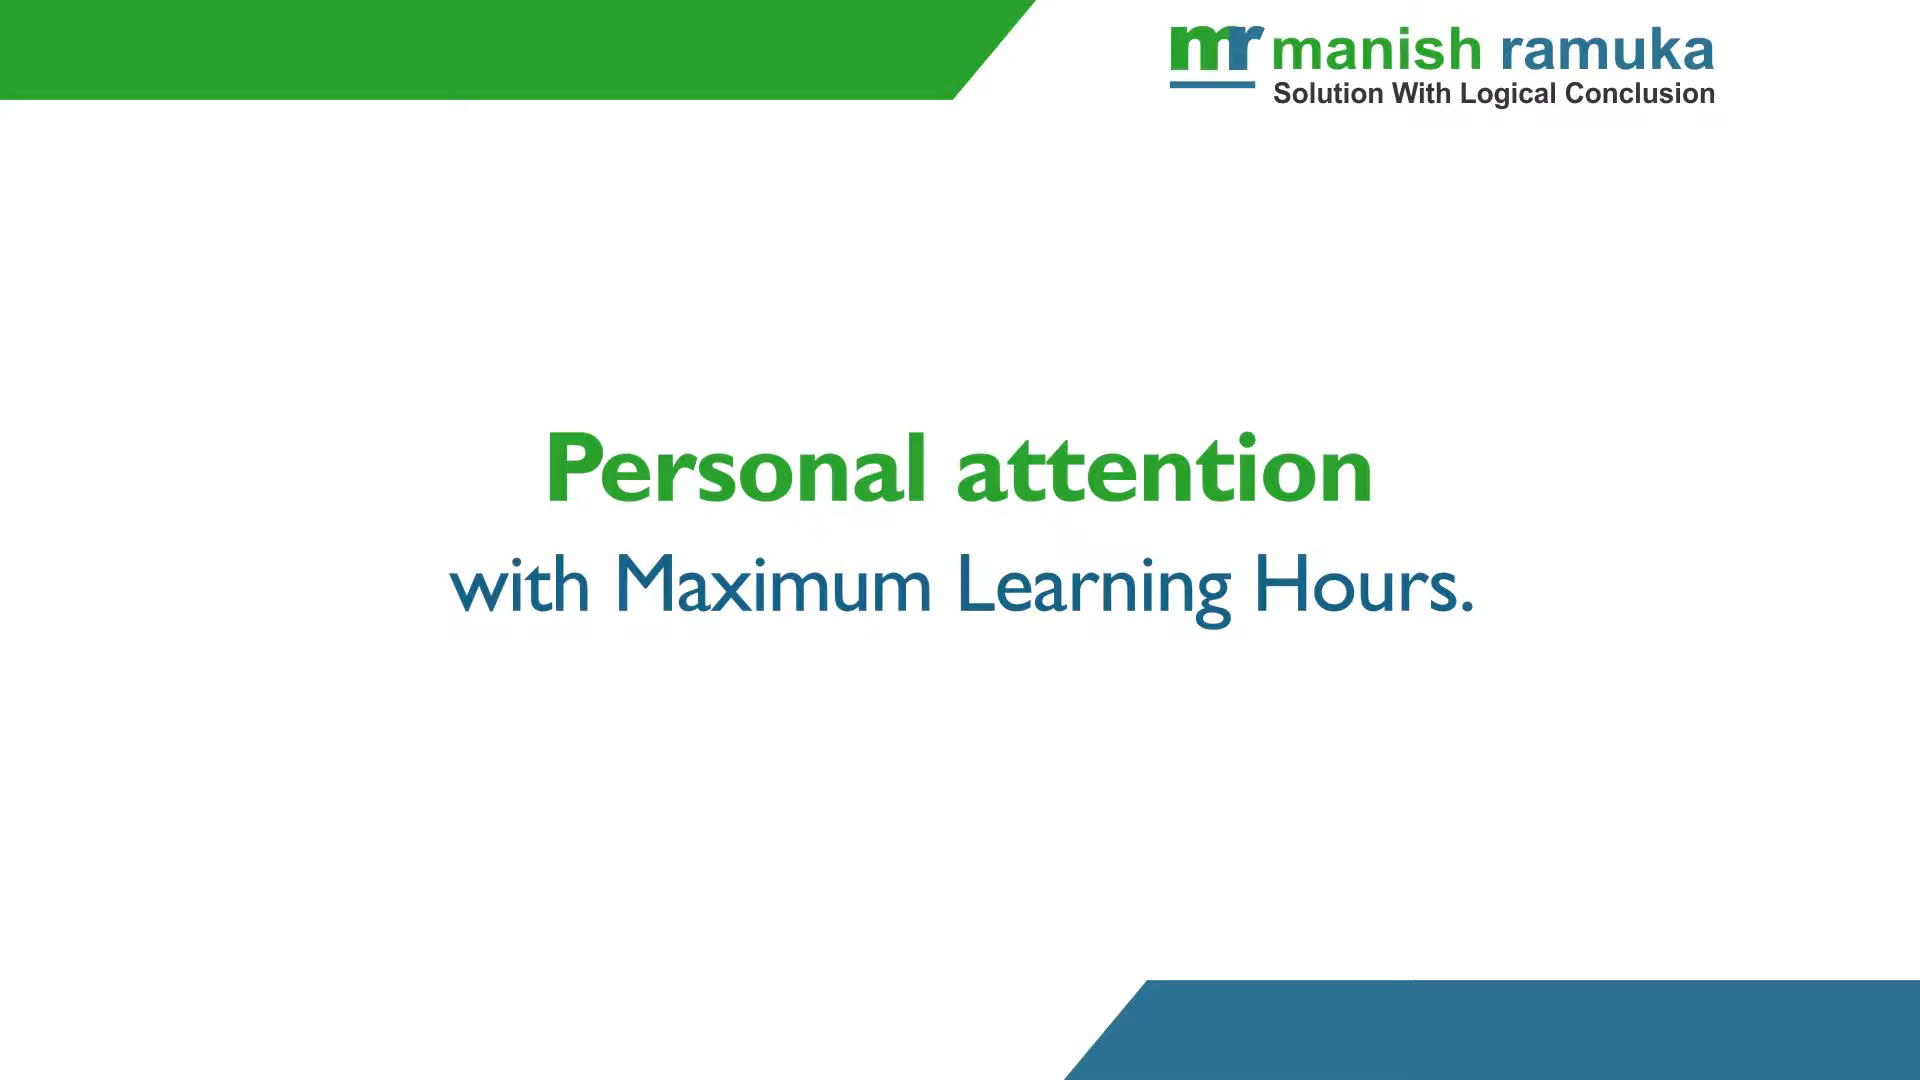 mr manish ramuka
Solution With Logical Conclusion
Personal attention
with Maximum Learning Hours.